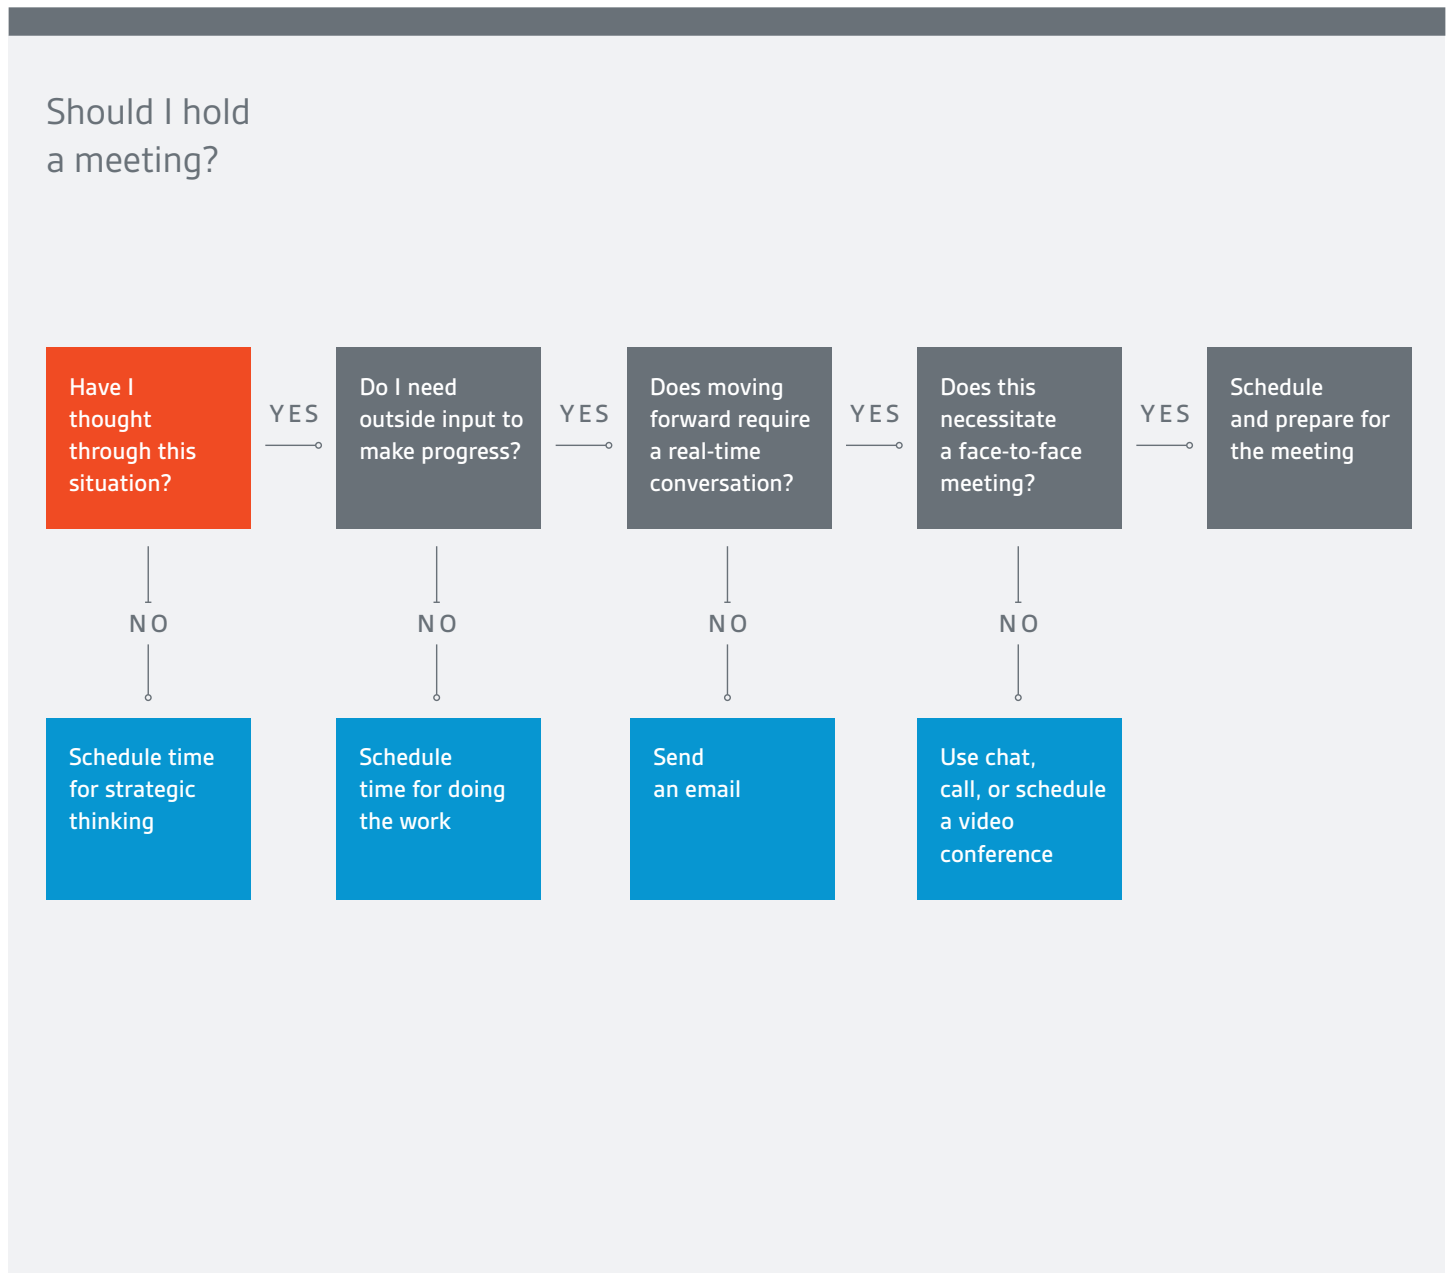 Should I hold
a meeting?
Have I
thought
through this
situation?
YES
Do I need
outside input to
make progress?
YES
Does moving
forward require
a real-time
conversation?
YES
Does this
necessitate
a face-to-face
meeting?
YES
Schedule
and prepare for
the meeting
NO
NO
NO
NO
Schedule time
for strategic
thinking
Schedule
time for doing
the work
Send
an email
Use chat,
call, or schedule
a video
conference